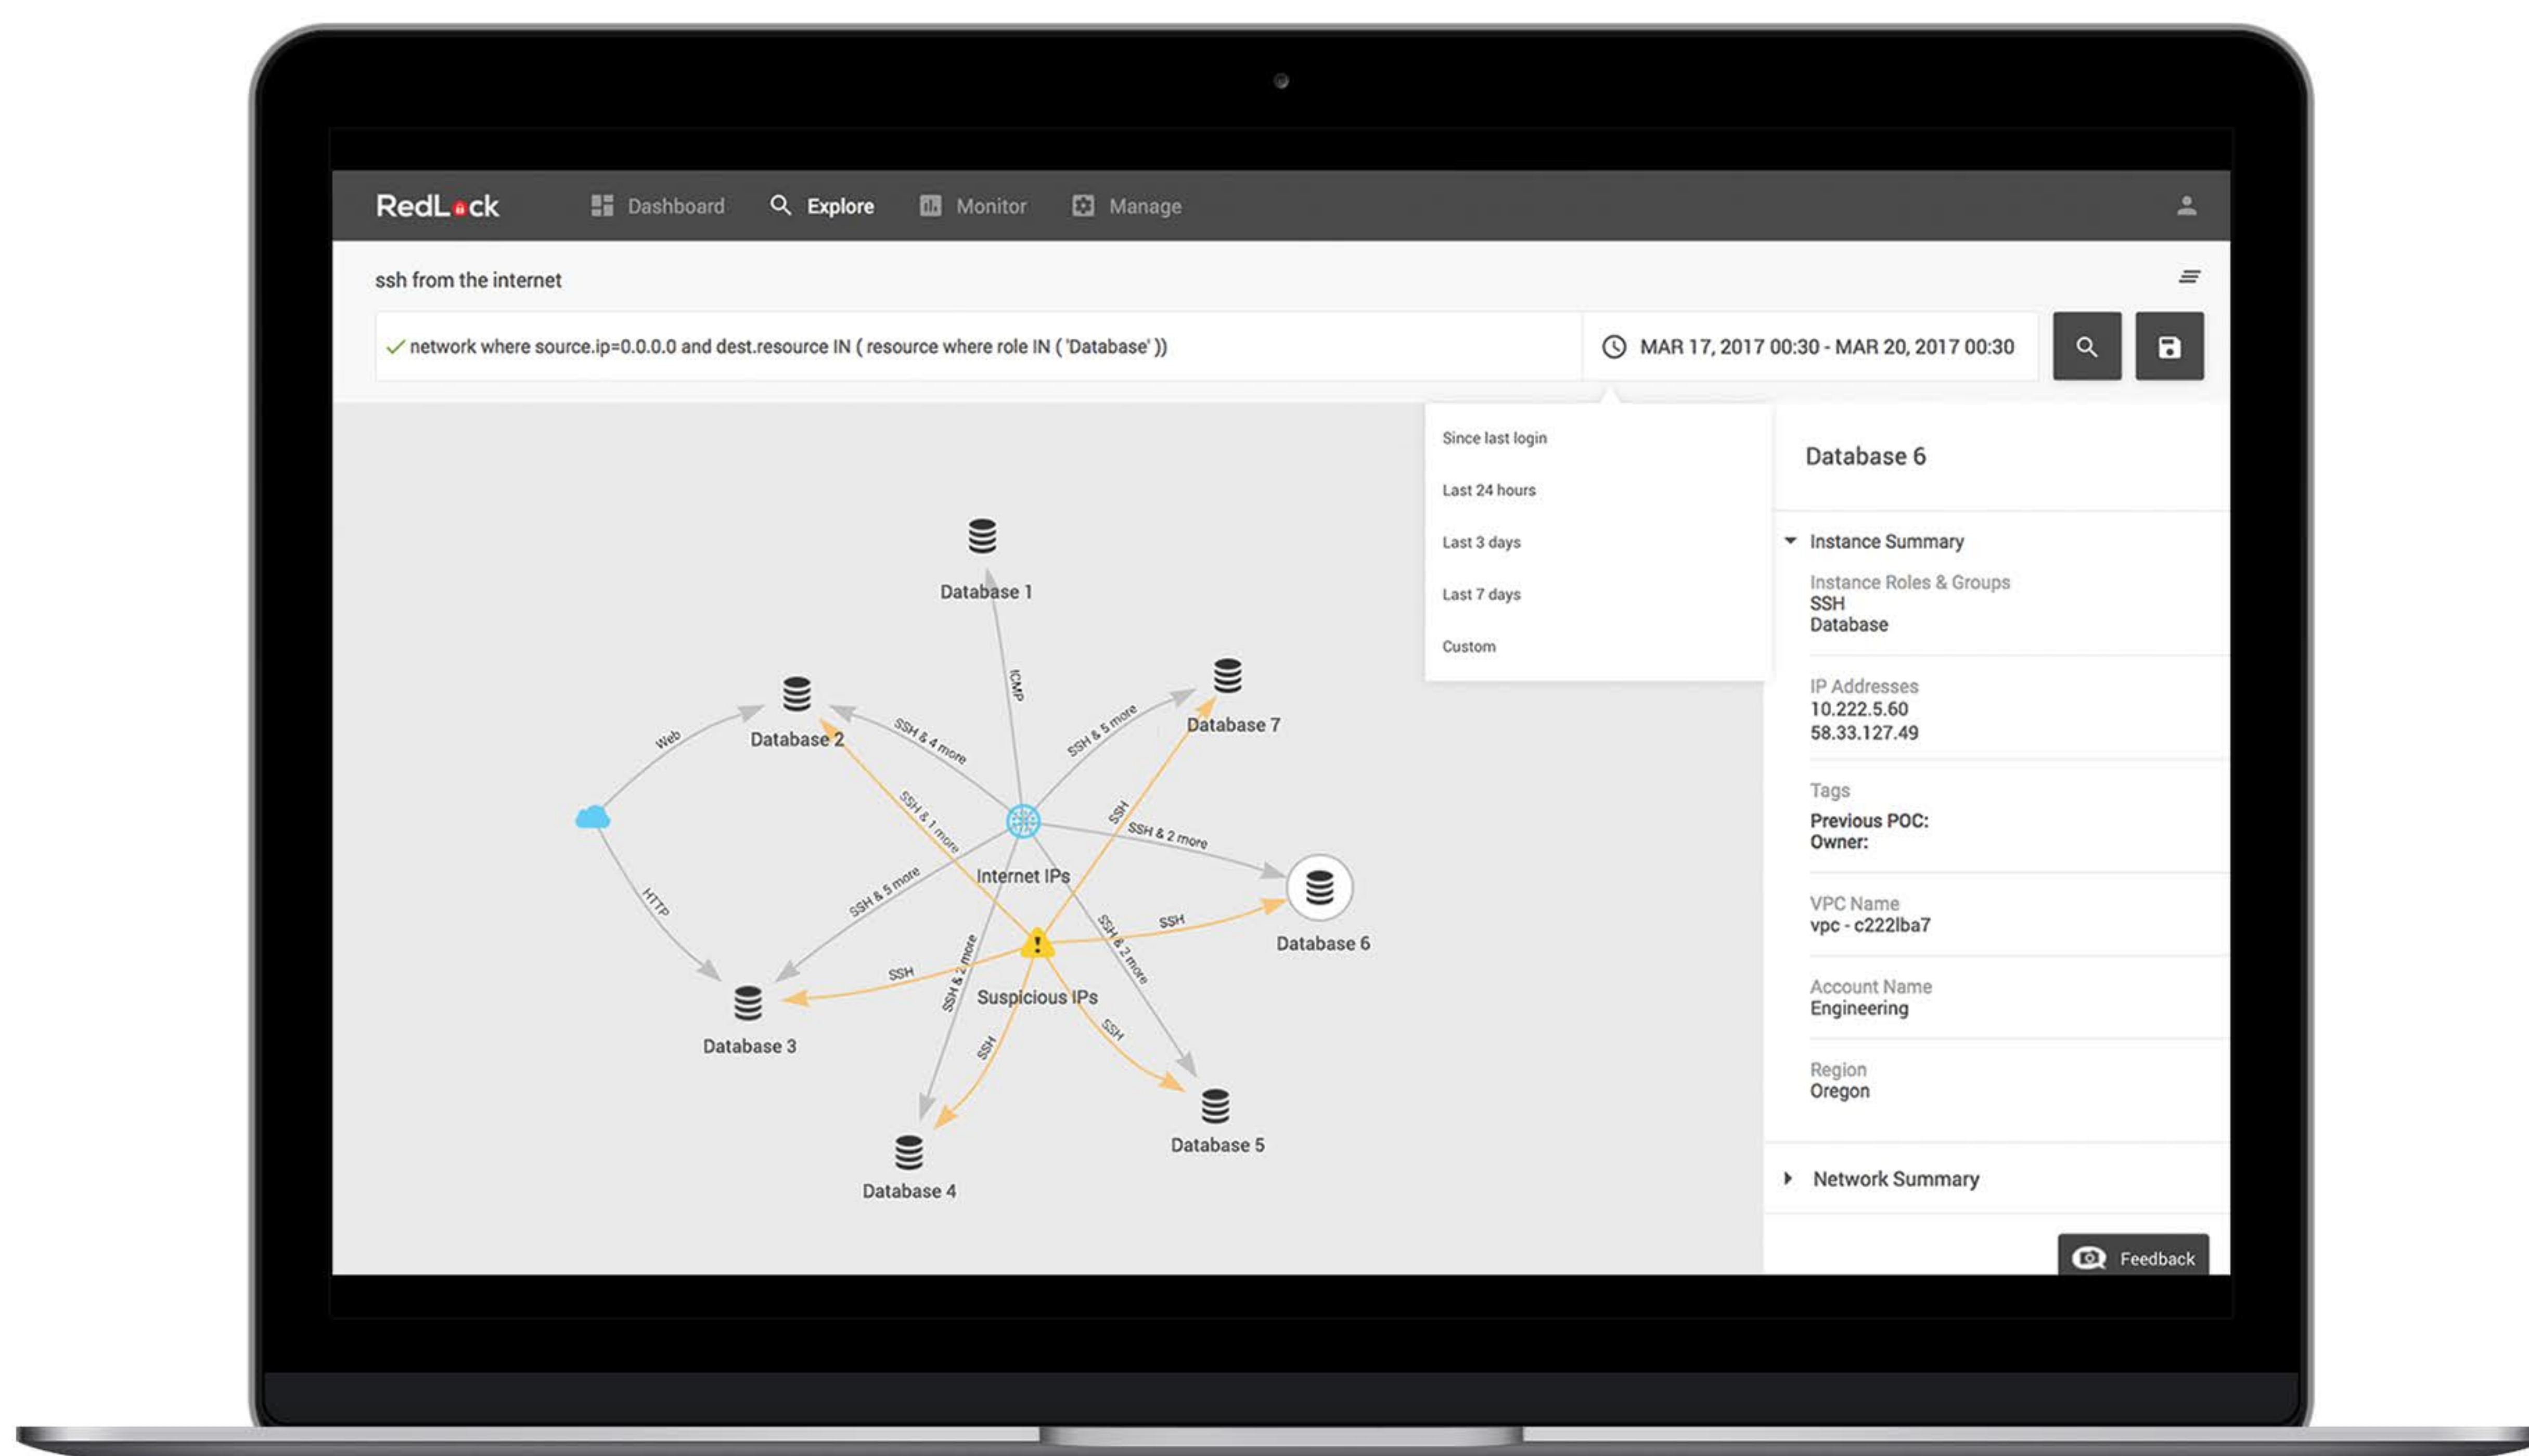 RedLock
Dashboard
Explore
Monitor
Manage
ssh from the internet
network where source.ip=0.0.0.0 and dest.resource IN ( resource where role IN ( 'Database' ))
MAR 17, 2017 00:30 - MAR 20, 2017 00:30
Since last login
Last 24 hours
Last 3 days
Last 7 days
Custom
Database 1
ICMP
Database 2
Database 7
Web
SSH & 4 more
SSH & 5 more
SSH & 1 more
SSH
SSH & 2 more
Internet IPs
HTTP
SSH & 5 more
SSH
SSH & 2 more
Database 6
SSH
SSH & 2 more
Suspicious IPs
Database 3
SSH
SSH
Database 5
Database 4
Database 6
Instance Summary
Instance Roles & Groups
SSH
Database
IP Addresses
10.222.5.60
58.33.127.49
Tags
Previous POC:
Owner:
VPC Name
vpc - c222lba7
Account Name
Engineering
Region
Oregon
Network Summary
Feedback